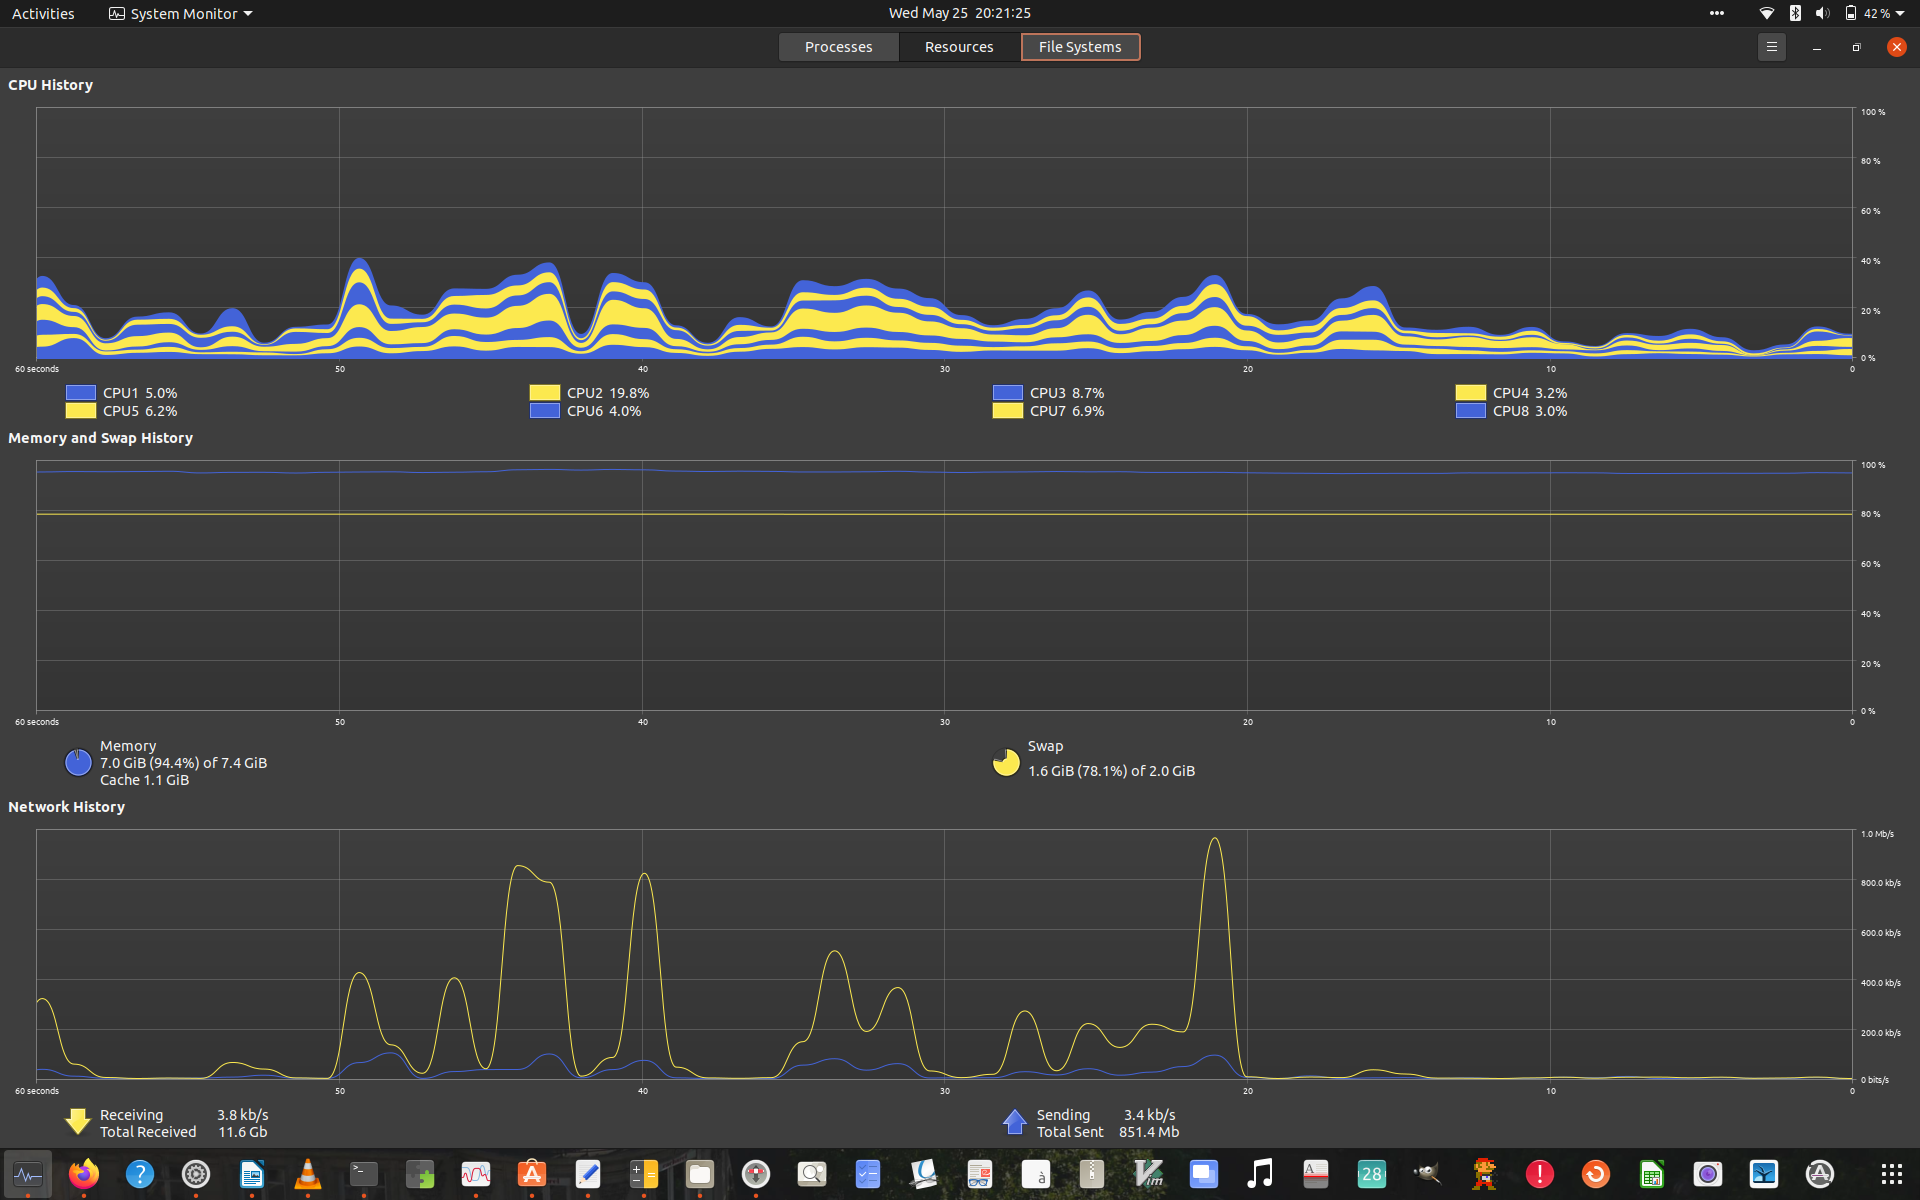 Activities
System Monitor
Wed May 25 20:21:25
42 %
Processes
Resources
File Systems
CPU History
100 %
80 %
60 %
40 %
20 %
0 %
60 seconds 50 40 30 20 10 0
CPU1 5.0% CPU2 19.8% CPU3 8.7% CPU4 3.2%
CPU5 6.2% CPU6 4.0% CPU7 6.9% CPU8 3.0%
Memory and Swap History
100 %
80 %
60 %
40 %
20 %
0 %
60 seconds 50 40 30 20 10 0
Memory
7.0 GiB (94.4%) of 7.4 GiB
Cache 1.1 GiB
Swap
1.6 GiB (78.1%) of 2.0 GiB
Network History
1.0 Mb/s
800.0 kb/s
600.0 kb/s
400.0 kb/s
200.0 kb/s
0 bits/s
60 seconds 50 40 30 20 10 0
Receiving 3.8 kb/s
Total Received 11.6 Gb
Sending 3.4 kb/s
Total Sent 851.4 Mb
?
>_
A
à
Vim
A
28
!